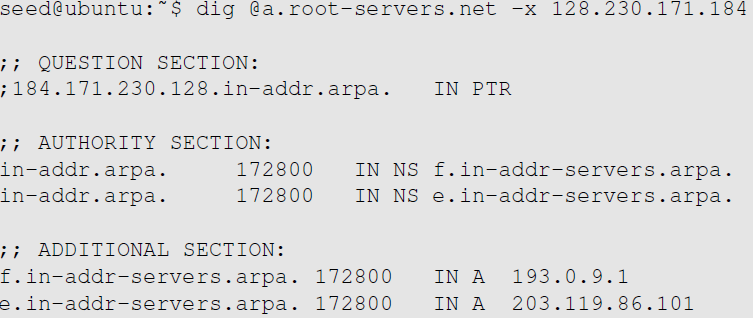 seed@ubuntu:~$ dig @a.root-servers.net -x 128.230.171.184
;; QUESTION SECTION:
;184.171.230.128.in-addr.arpa. IN PTR
;; AUTHORITY SECTION:
in-addr.arpa. 172800 IN NS f.in-addr-servers.arpa.
in-addr.arpa. 172800 IN NS e.in-addr-servers.arpa.
;; ADDITIONAL SECTION:
f.in-addr-servers.arpa. 172800 IN A 193.0.9.1
e.in-addr-servers.arpa. 172800 IN A 203.119.86.101